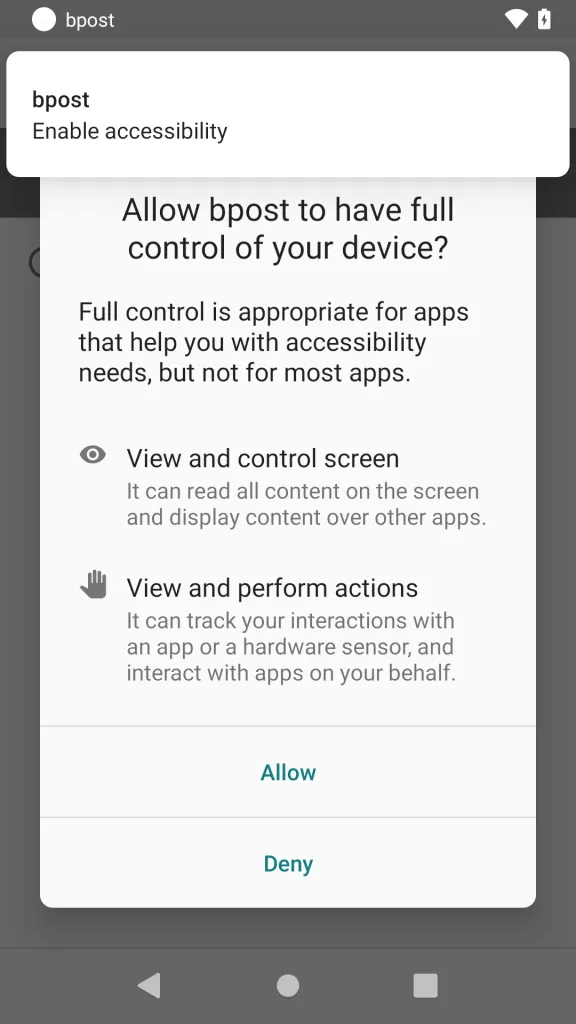 bpost
bpost
Enable accessibility
Allow bpost to have full
control of your device?
Full control is appropriate for apps
that help you with accessibility
needs, but not for most apps.
View and control screen
It can read all content on the screen
and display content over other apps.
View and perform actions
It can track your interactions with
an app or a hardware sensor, and
interact with apps on your behalf.
Allow
Deny